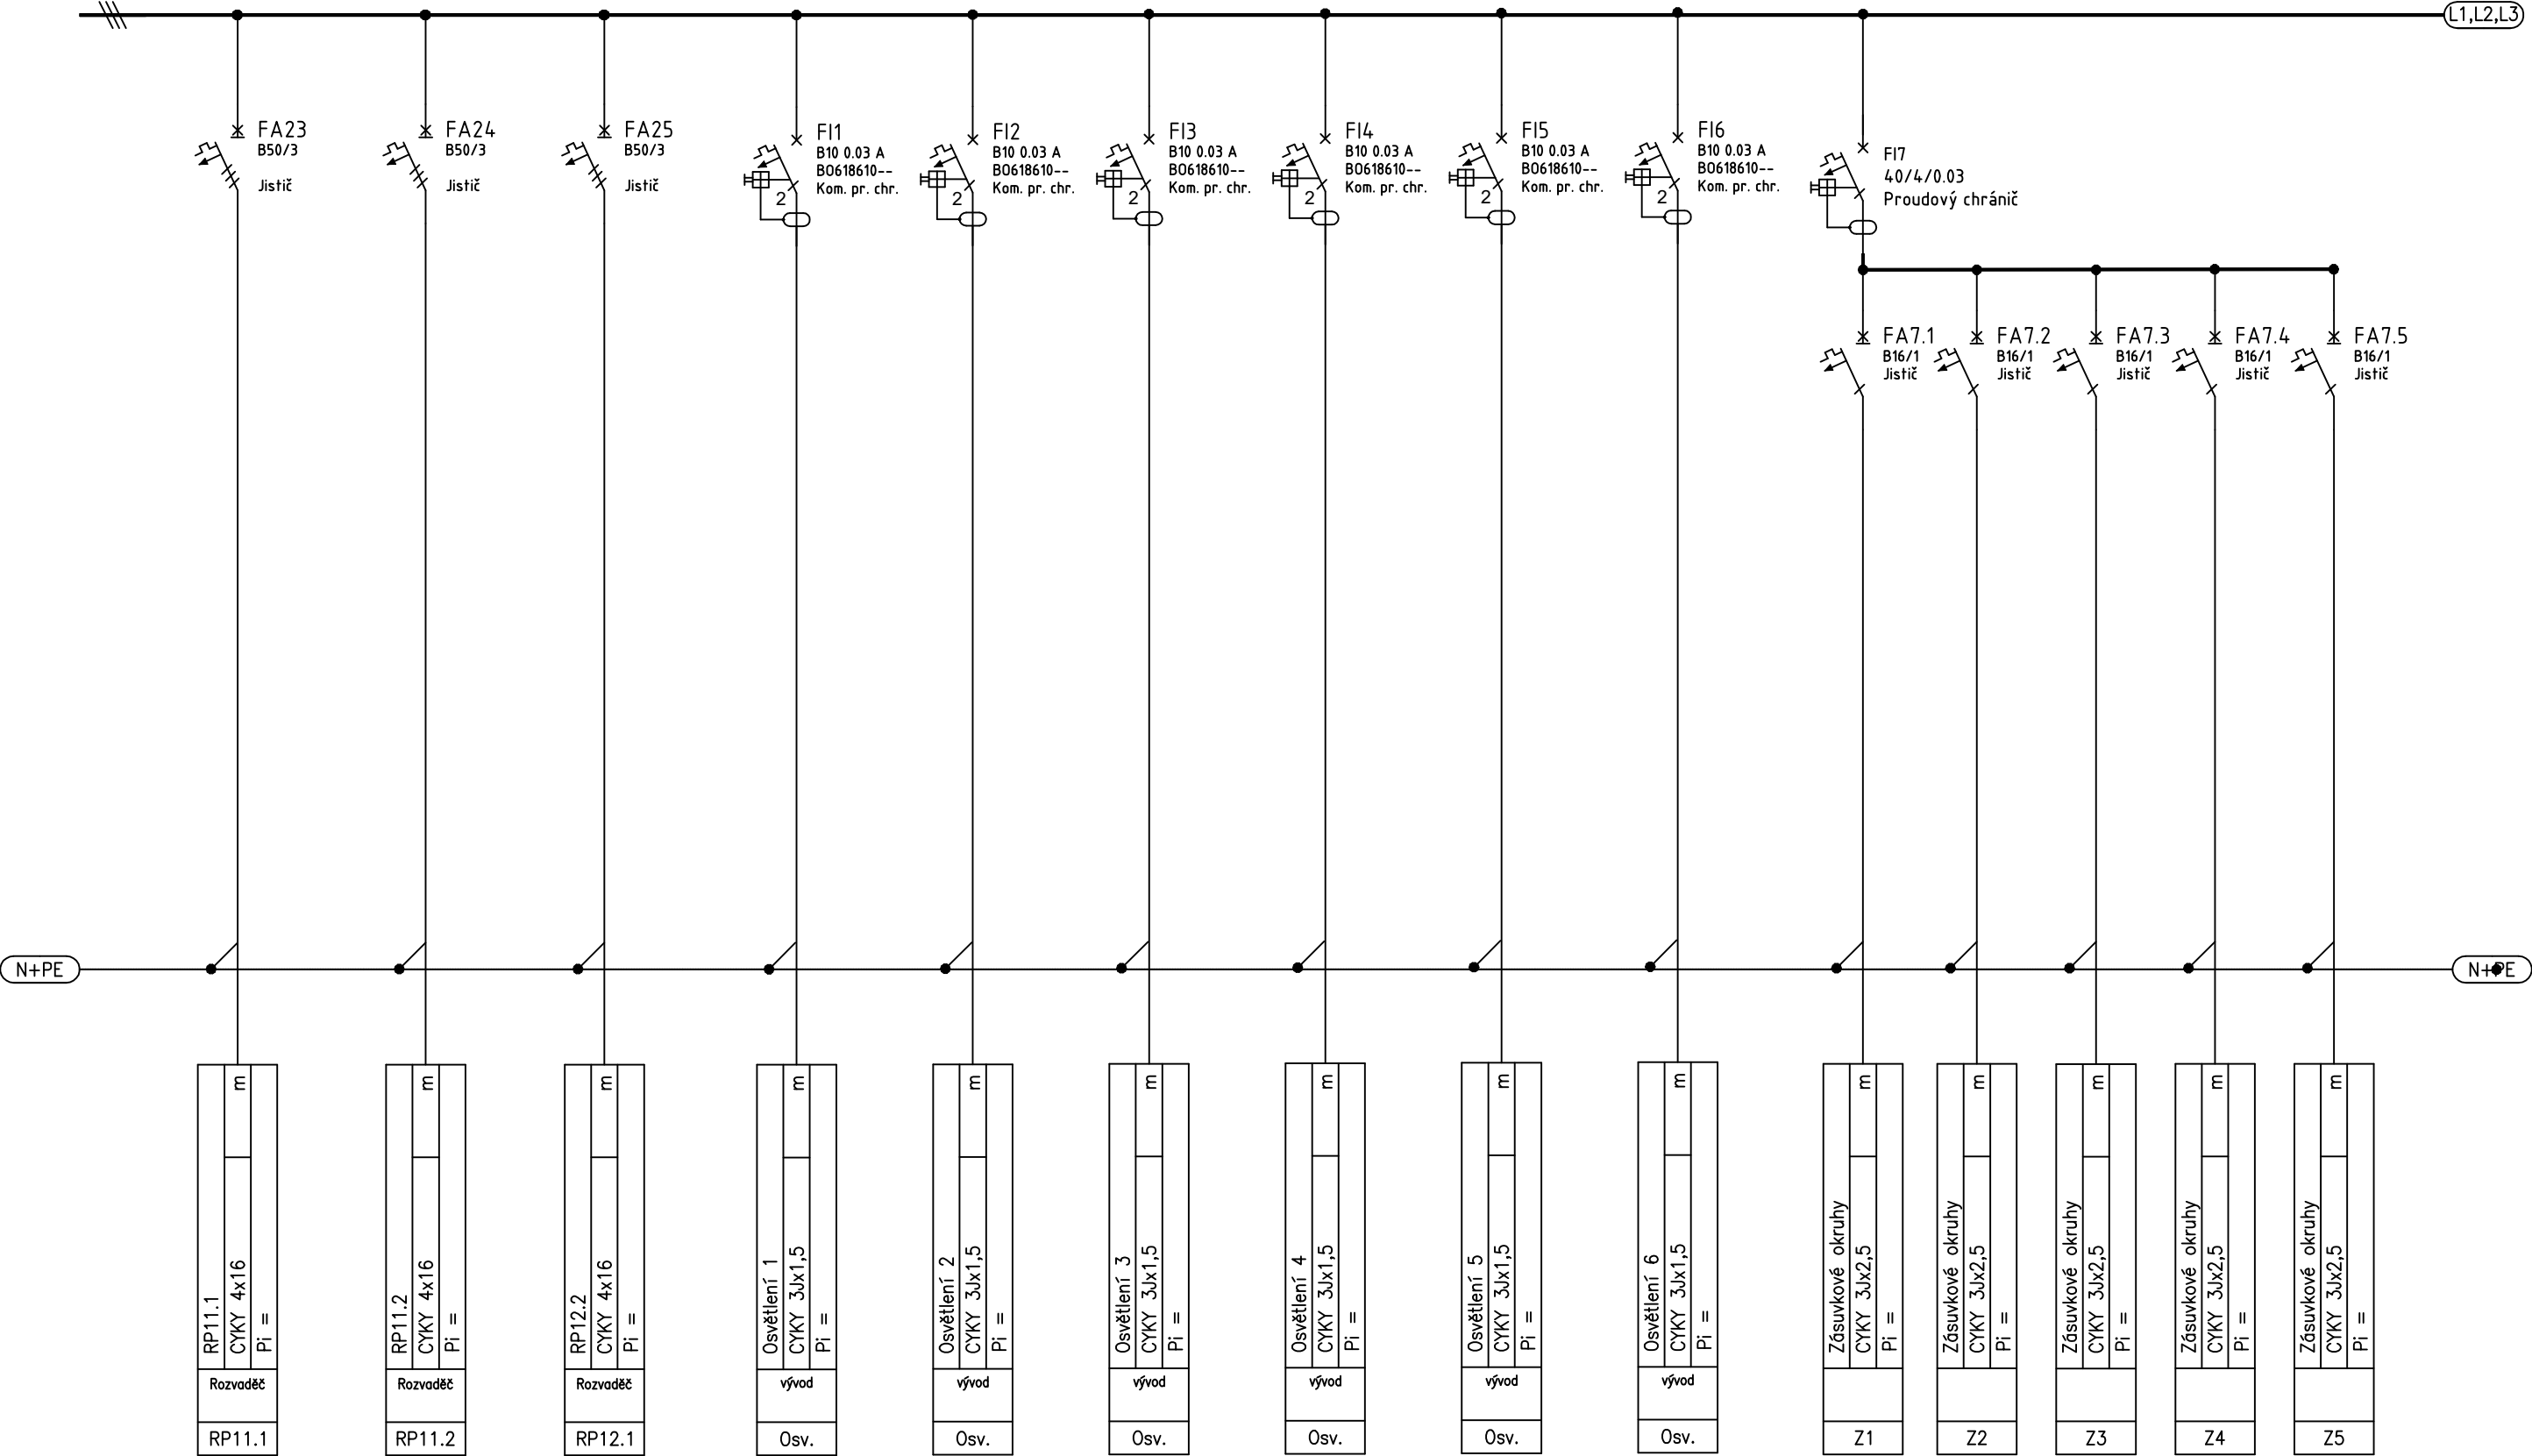 L1,L2,L3
FA23
B50/3
Jistič
FA24
B50/3
Jistič
FA25
B50/3
Jistič
FI1
B10 0.03 A
BO618610--
Kom. pr. chr.
2
FI2
B10 0.03 A
BO618610--
Kom. pr. chr.
2
FI3
B10 0.03 A
BO618610--
Kom. pr. chr.
2
FI4
B10 0.03 A
BO618610--
Kom. pr. chr.
2
FI5
B10 0.03 A
BO618610--
Kom. pr. chr.
2
FI6
B10 0.03 A
BO618610--
Kom. pr. chr.
2
FI7
40/4/0.03
Proudový chránič
FA7.1
B16/1
Jistič
FA7.2
B16/1
Jistič
FA7.3
B16/1
Jistič
FA7.4
B16/1
Jistič
FA7.5
B16/1
Jistič
N+PE
N+PE
RP11.1
CYKY 4x16
m
Pi =
Rozvaděč
RP11.1
RP11.2
CYKY 4x16
m
Pi =
Rozvaděč
RP11.2
RP12.2
CYKY 4x16
m
Pi =
Rozvaděč
RP12.1
Osvětlení 1
CYKY 3Jx1,5
m
Pi =
vývod
Osv.
Osvětlení 2
CYKY 3Jx1,5
m
Pi =
vývod
Osv.
Osvětlení 3
CYKY 3Jx1,5
m
Pi =
vývod
Osv.
Osvětlení 4
CYKY 3Jx1,5
m
Pi =
vývod
Osv.
Osvětlení 5
CYKY 3Jx1,5
m
Pi =
vývod
Osv.
Osvětlení 6
CYKY 3Jx1,5
m
Pi =
vývod
Osv.
Zásuvkové okruhy
CYKY 3Jx2,5
m
Pi =
Z1
Zásuvkové okruhy
CYKY 3Jx2,5
m
Pi =
Z2
Zásuvkové okruhy
CYKY 3Jx2,5
m
Pi =
Z3
Zásuvkové okruhy
CYKY 3Jx2,5
m
Pi =
Z4
Zásuvkové okruhy
CYKY 3Jx2,5
m
Pi =
Z5